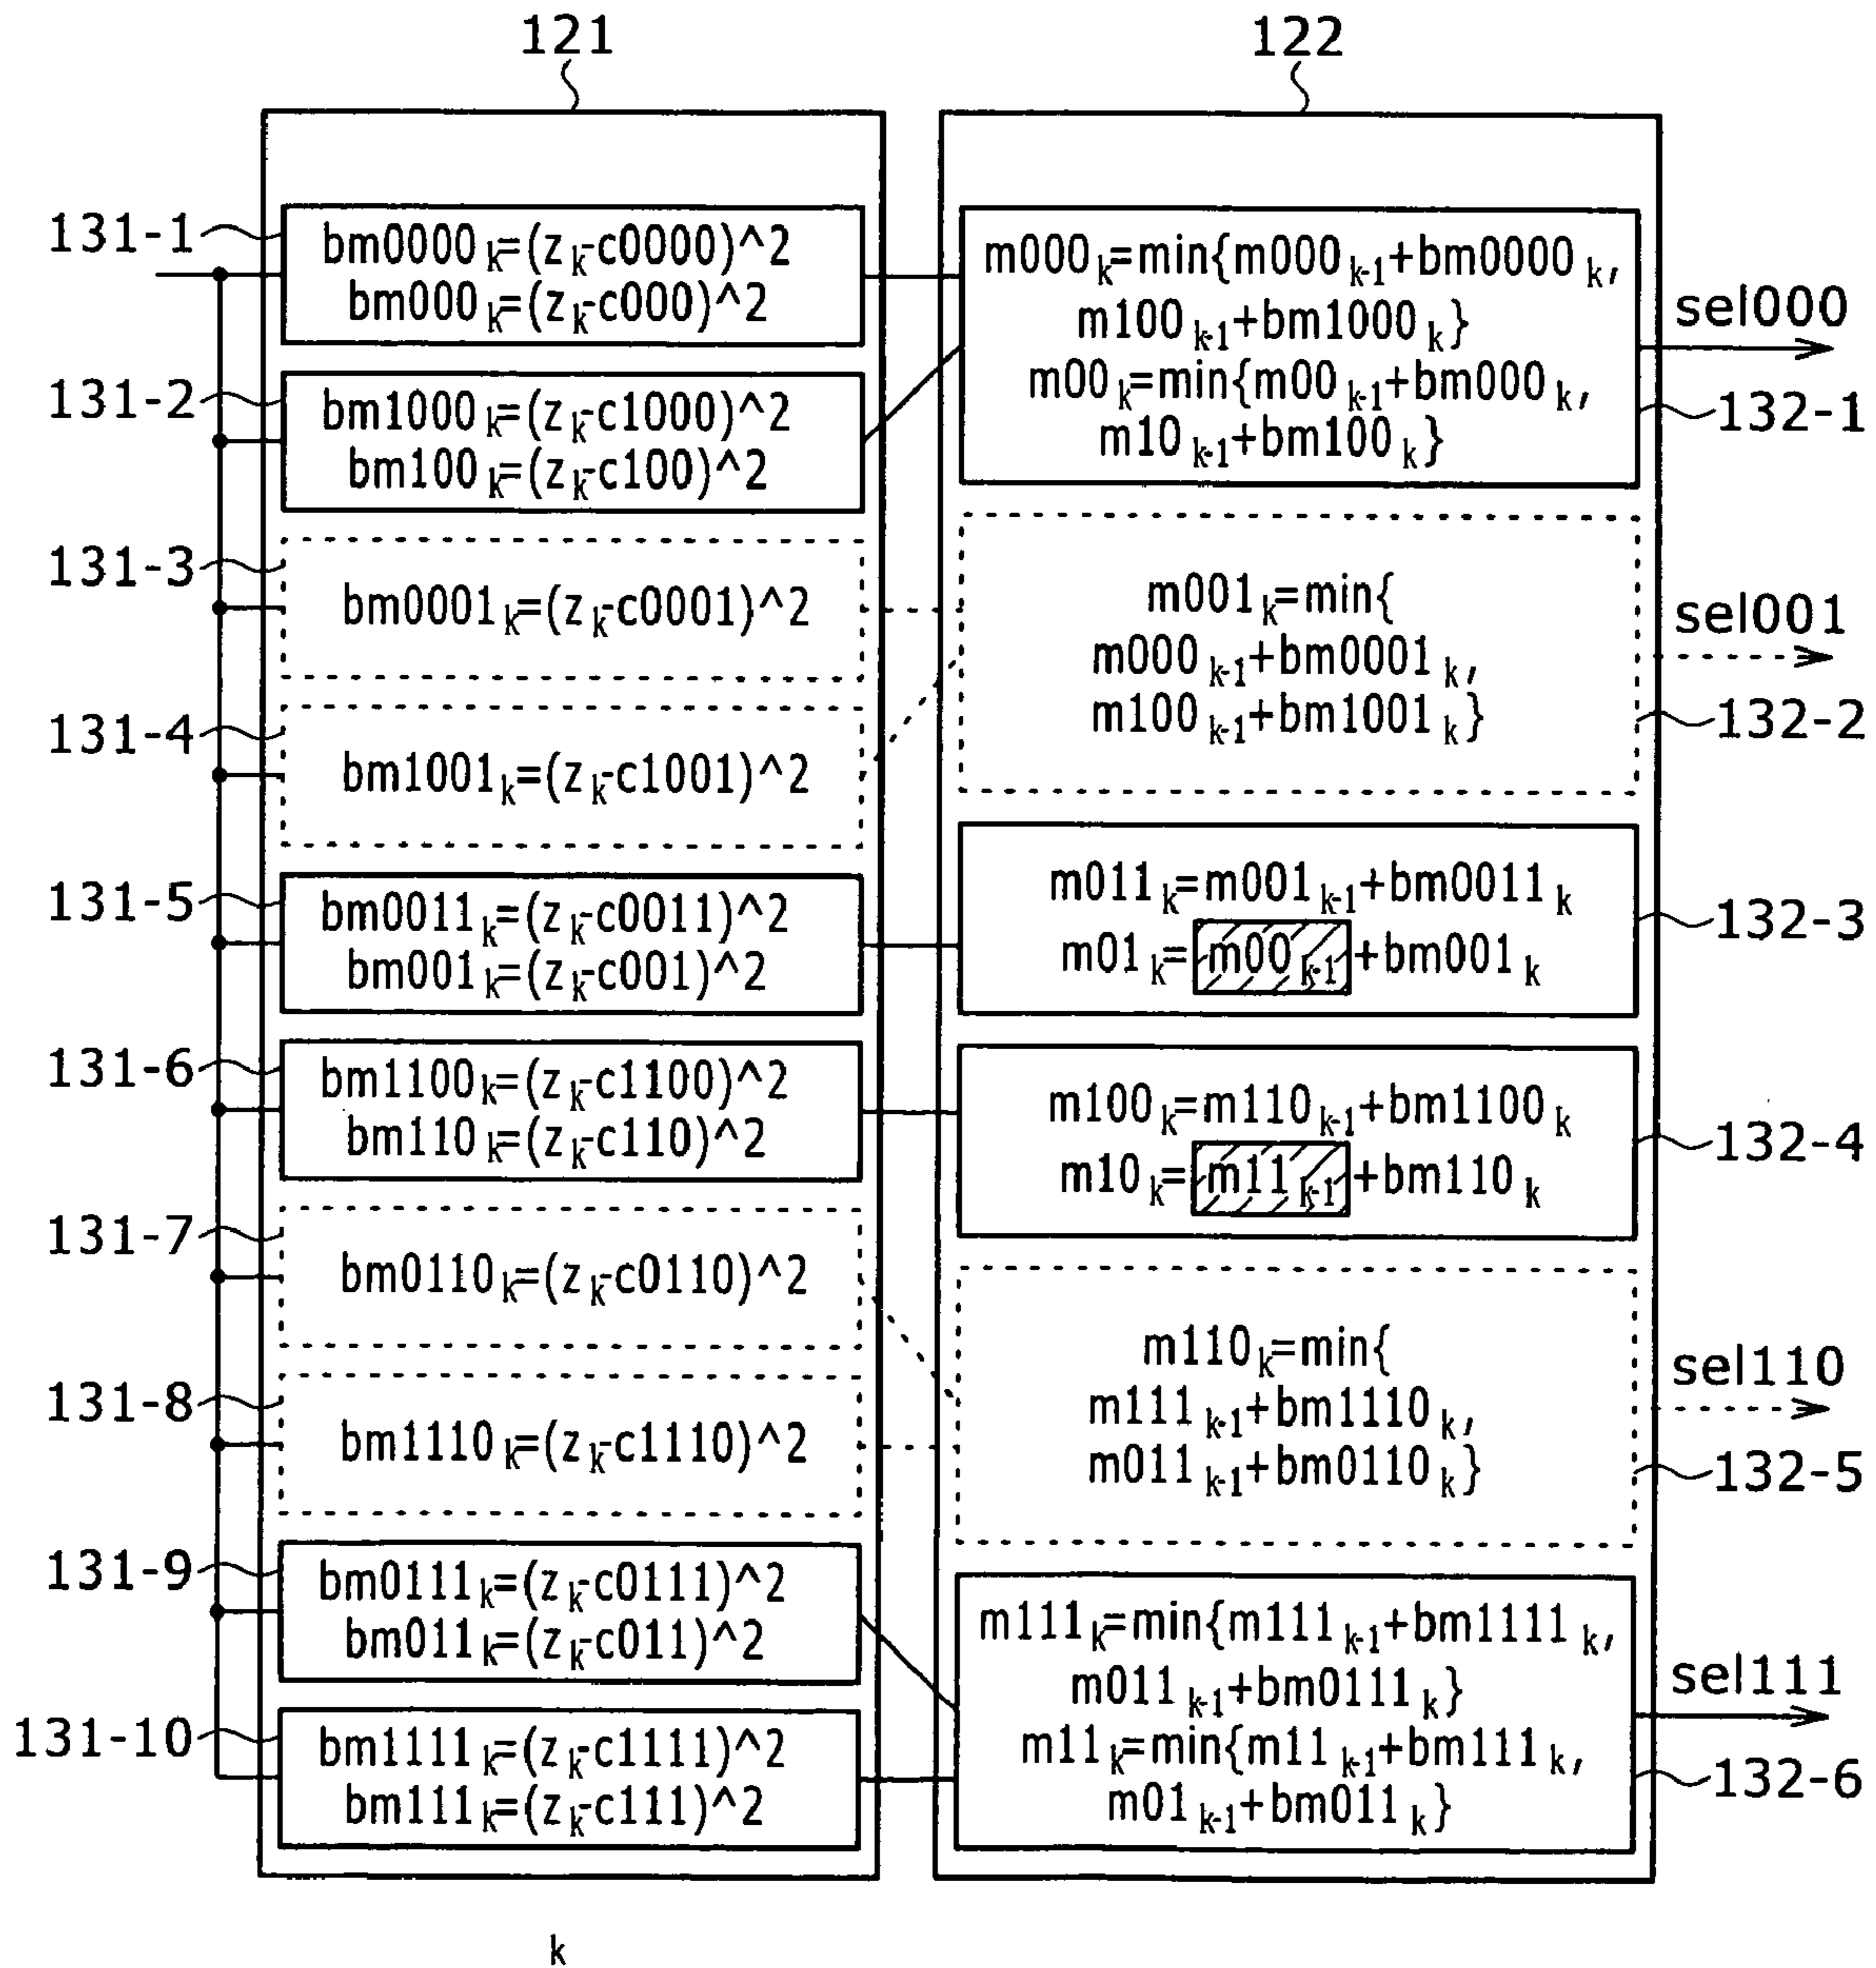 121
122
131-1
bm0000k=(zk-c0000)^2
bm000k=(zk-c000)^2
131-2
bm1000k=(zk-c1000)^2
bm100k=(zk-c100)^2
131-3
bm0001k=(zk-c0001)^2
131-4
bm1001k=(zk-c1001)^2
131-5
bm0011k=(zk-c0011)^2
bm001k=(zk-c001)^2
131-6
bm1100k=(zk-c1100)^2
bm110k=(zk-c110)^2
131-7
bm0110k=(zk-c0110)^2
131-8
bm1110k=(zk-c1110)^2
131-9
bm0111k=(zk-c0111)^2
bm011k=(zk-c011)^2
131-10
bm1111k=(zk-c1111)^2
bm111k=(zk-c111)^2
m000k=min{m000k-1+bm0000k,
m100k-1+bm1000k}
m00k=min{m00k-1+bm000k,
m10k-1+bm100k}
sel000
132-1
m001k=min{
m000k-1+bm0001k,
m100k-1+bm1001k}
sel001
132-2
m011k=m001k-1+bm0011k
m01k=m00k-1+bm001k
132-3
m100k=m110k-1+bm1100k
m10k=m11k-1+bm110k
132-4
m110k=min{
m111k-1+bm1110k,
m011k-1+bm0110k}
sel110
132-5
m111k=min{m111k-1+bm1111k,
m011k-1+bm0111k}
m11k=min{m11k-1+bm111k,
m01k-1+bm011k}
sel111
132-6
k